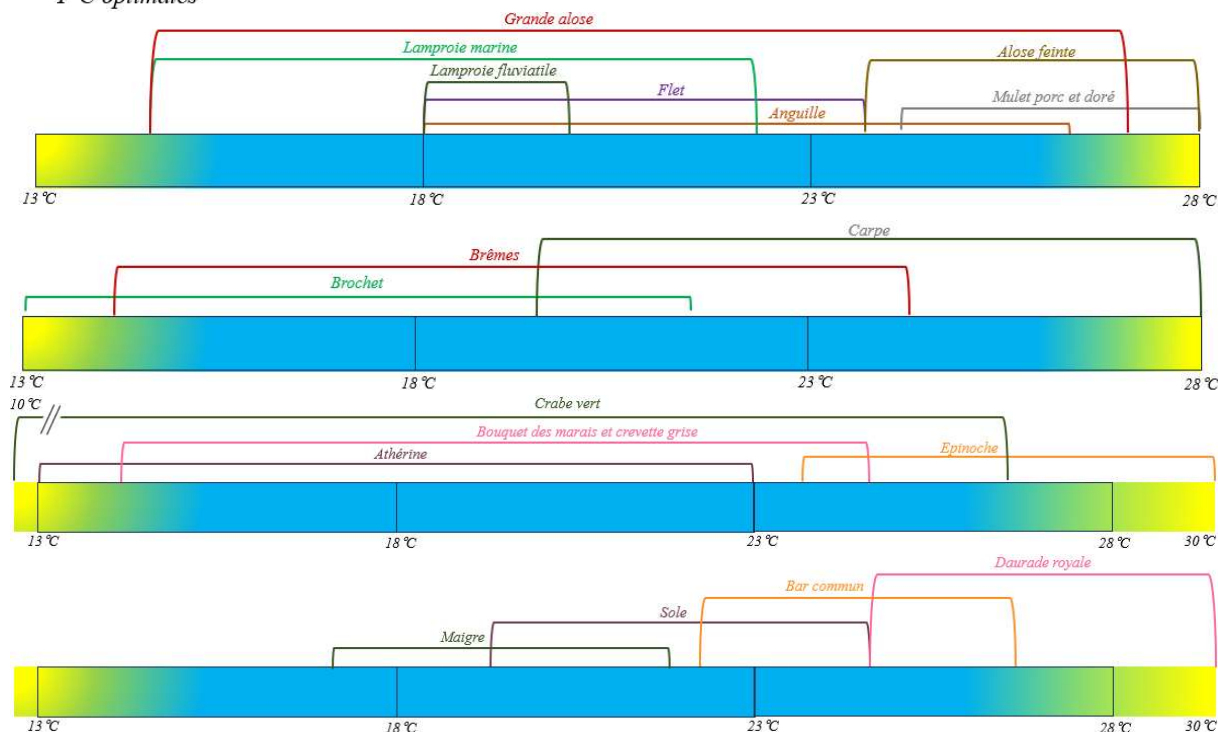 T°C optimales
Grande alose
Lamproie marine
Alose feinte
Lamproie fluviatile
Flet
Mulet porc et doré
Anguille
13 °C
18 °C
23 °C
28 °C
Carpe
Brêmes
Brochet
13 °C
18 °C
23 °C
28 °C
10 °C
Crabe vert
Bouquet des marais et crevette grise
Athérine
Epinoche
13 °C
18 °C
23 °C
28 °C
30 °C
Daurade royale
Bar commun
Sole
Maigre
13 °C
18 °C
23 °C
28 °C
30 °C